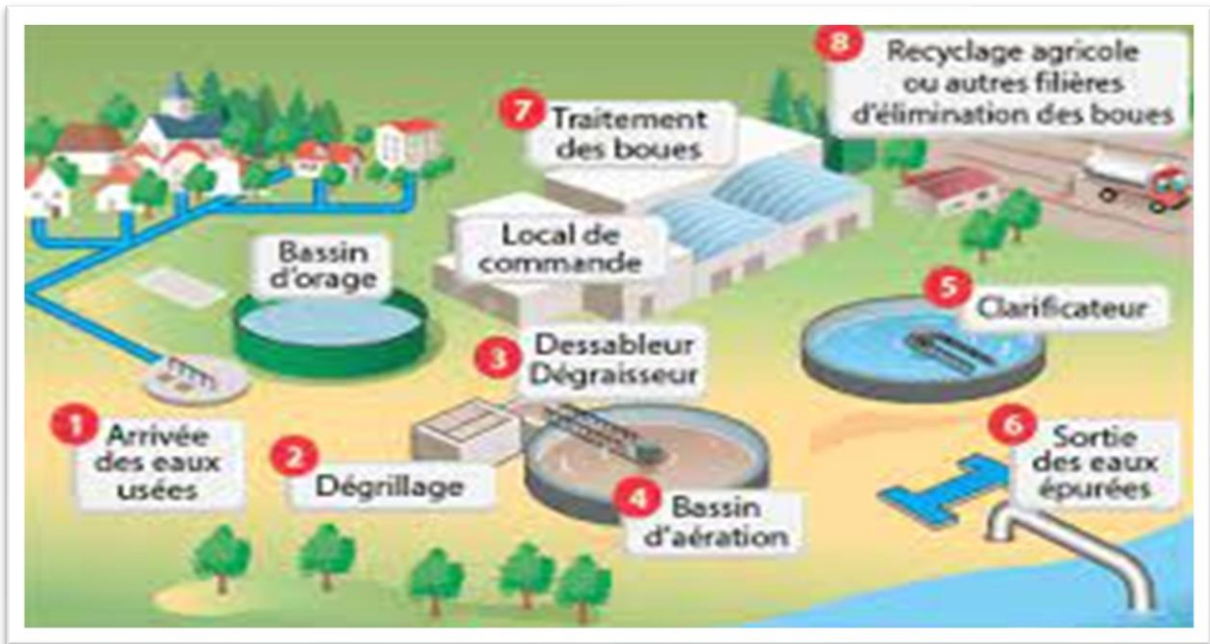 1
Arrivée
des eaux
usées
2
Dégrillage
3
Dessableur
Dégraisseur
4
Bassin
d'aération
5
Clarificateur
6
Sortie
des eaux
épurées
7
Traitement
des boues
8
Recyclage agricole
ou autres filières
d'élimination des boues
Bassin
d'orage
Local de
commande